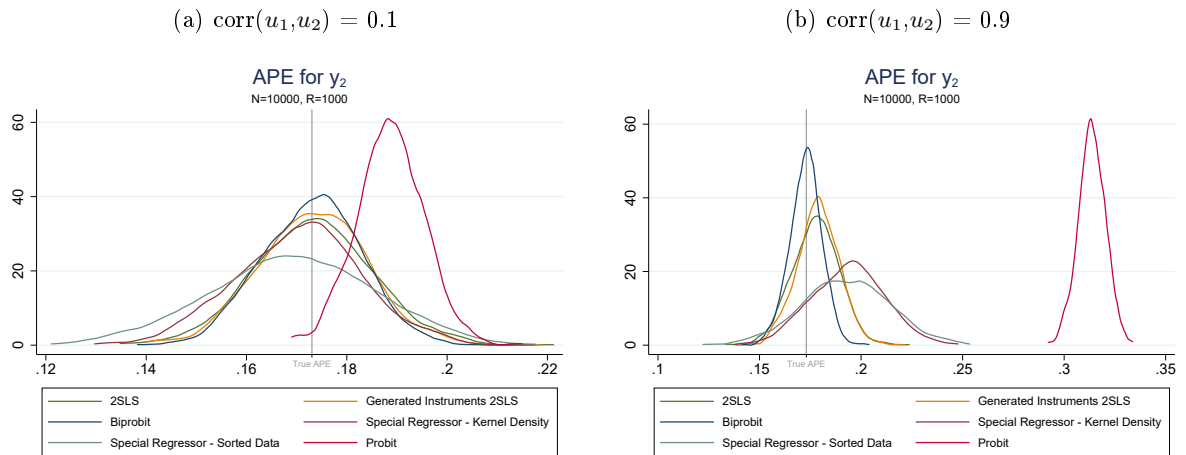 (a) corr(u₁,u₂) = 0.1
APE for y₂
N=10000, R=1000
60
40
20
0
.12 .14 .16 .18 .2 .22
True APE
2SLS
Generated Instruments 2SLS
Biprobit
Special Regressor - Kernel Density
Special Regressor - Sorted Data
Probit
(b) corr(u₁,u₂) = 0.9
APE for y₂
N=10000, R=1000
60
40
20
0
.1 .15 .2 .25 .3 .35
True APE
2SLS
Generated Instruments 2SLS
Biprobit
Special Regressor - Kernel Density
Special Regressor - Sorted Data
Probit